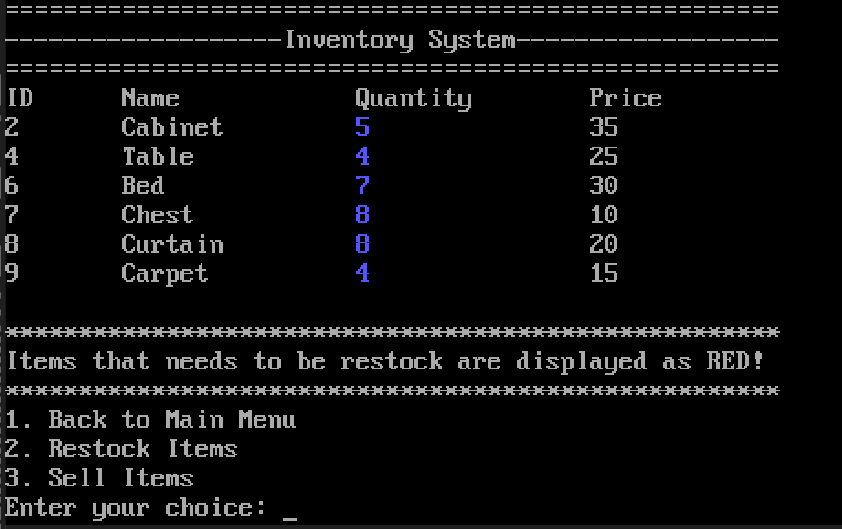 =====================================================
-------------------Inventory System------------------
=====================================================
ID Name Quantity Price
2 Cabinet 5 35
4 Table 4 25
6 Bed 7 30
7 Chest 8 10
8 Curtain 8 20
9 Carpet 4 15
*****************************************************
Items that needs to be restock are displayed as RED!
*****************************************************
1. Back to Main Menu
2. Restock Items
3. Sell Items
Enter your choice: _